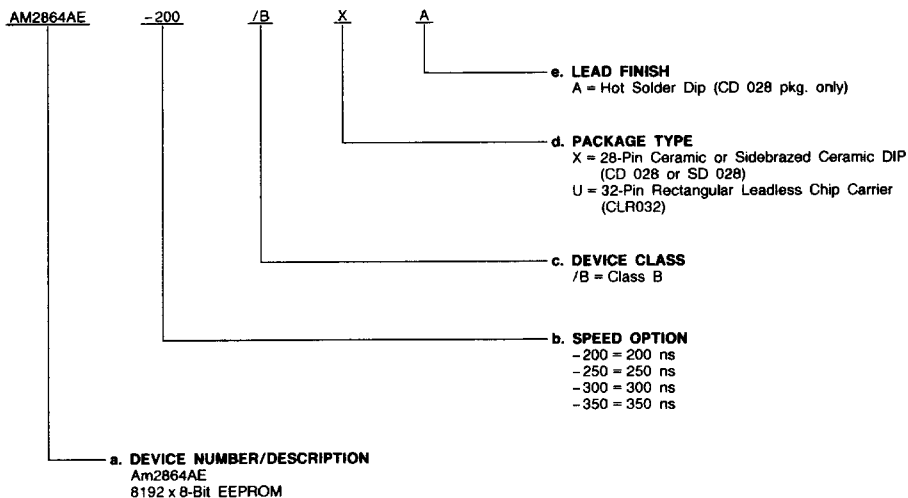 AM2864AE -200 /B X A
e. LEAD FINISH
A = Hot Solder Dip (CD 028 pkg. only)
d. PACKAGE TYPE
X = 28-Pin Ceramic or Sidebrazed Ceramic DIP
(CD 028 or SD 028)
U = 32-Pin Rectangular Leadless Chip Carrier
(CLR032)
c. DEVICE CLASS
/B = Class B
b. SPEED OPTION
-200 = 200 ns
-250 = 250 ns
-300 = 300 ns
-350 = 350 ns
a. DEVICE NUMBER/DESCRIPTION
Am2864AE
8192 x 8-Bit EEPROM